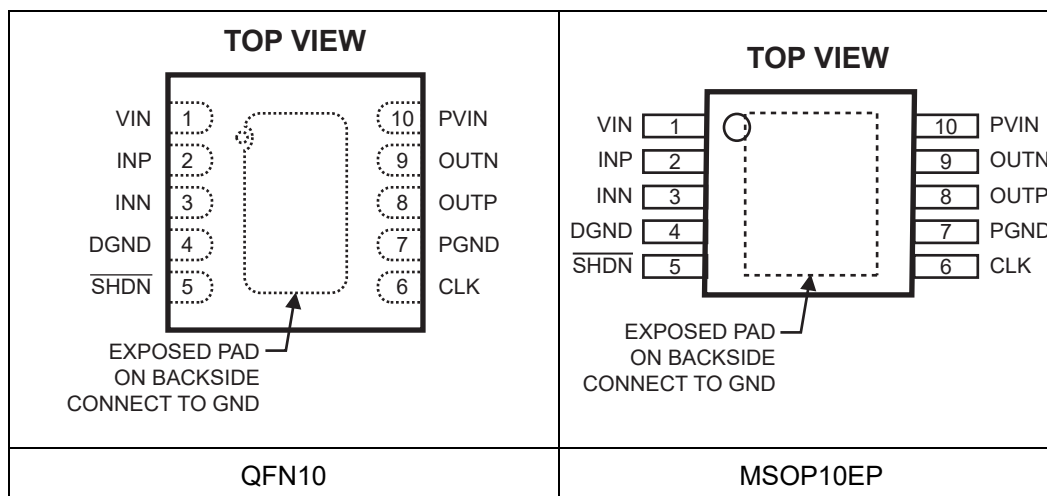 TOP VIEW
VIN 1 10 PVIN
INP 2 9 OUTN
INN 3 8 OUTP
DGND 4 7 PGND
SHDN 5 6 CLK
EXPOSED PAD
ON BACKSIDE
CONNECT TO GND
QFN10
TOP VIEW
VIN 1 10 PVIN
INP 2 9 OUTN
INN 3 8 OUTP
DGND 4 7 PGND
SHDN 5 6 CLK
EXPOSED PAD
ON BACKSIDE
CONNECT TO GND
MSOP10EP